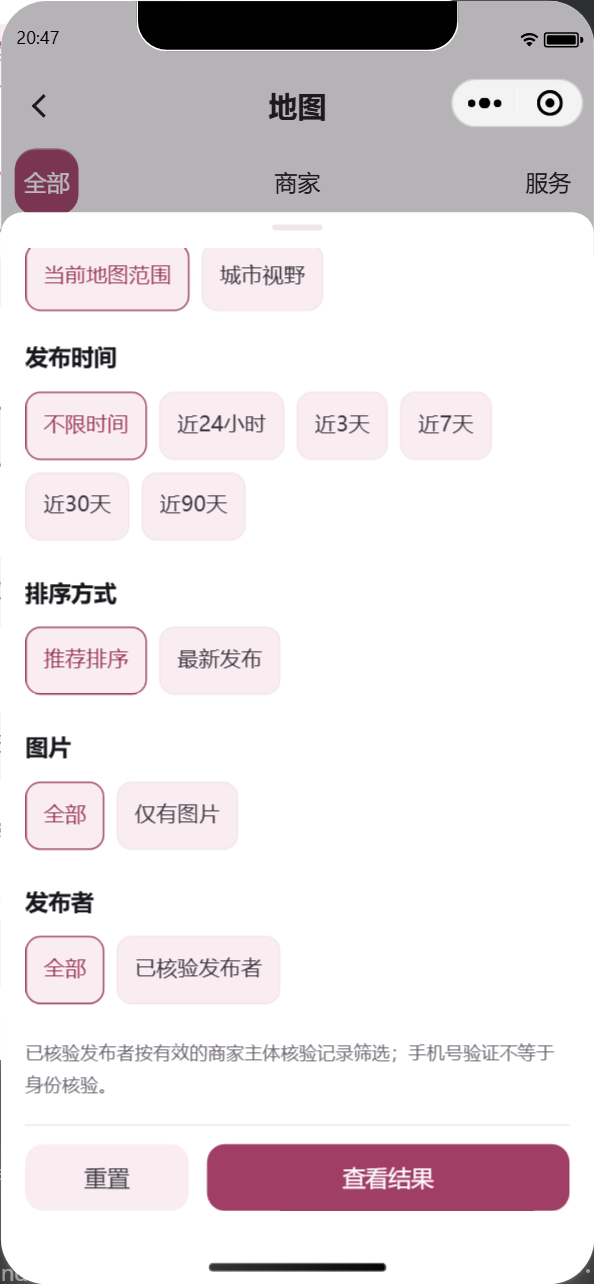 20:47
地图
全部 商家 服务
当前地图范围 城市视野
发布时间
不限时间 近24小时 近3天 近7天
近30天 近90天
排序方式
推荐排序 最新发布
图片
全部 仅有图片
发布者
全部 已核验发布者
已核验发布者按有效的商家主体核验记录筛选；手机号验证不等于
身份核验。
重置 查看结果